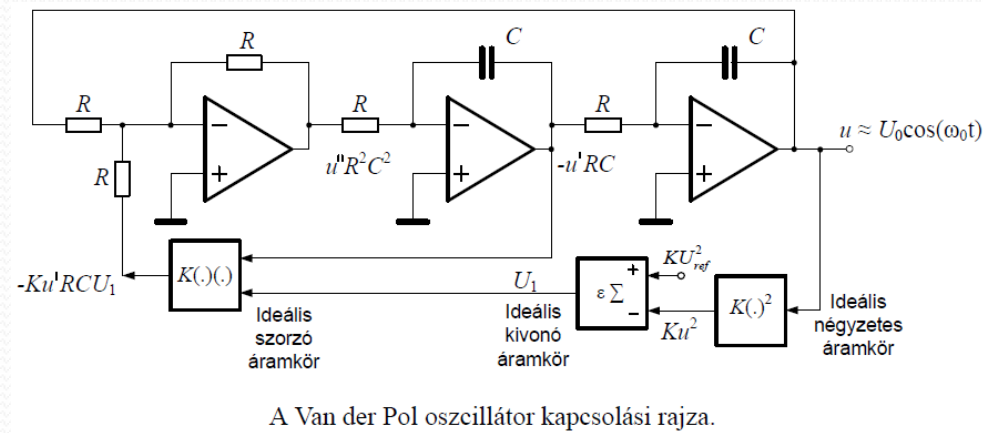 R
C
C
R
R
R
u ≈ U₀cos(ω₀t)
−
+
−
+
−
+
R
u"R²C²
-u'RC
-Ku'RCU₁
K(.)(.)
U₁
ε∑
+
−
KU²ref
Ku²
K(.)²
Ideális
szorzó
áramkör
Ideális
kivonó
áramkör
Ideális
négyzetes
áramkör
A Van der Pol oszcillátor kapcsolási rajza.